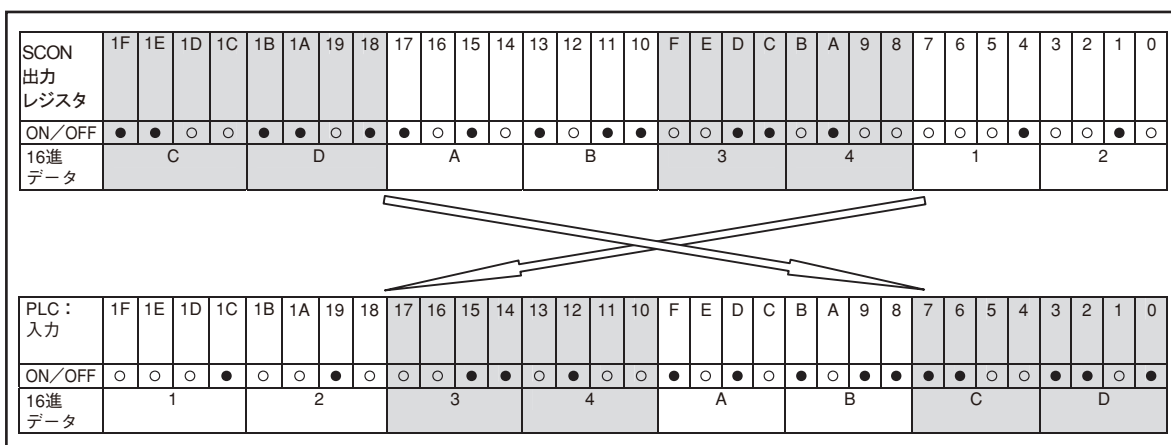 SCON 出力 レジスタ 1F 1E 1D 1C 1B 1A 19 18 17 16 15 14 13 12 11 10 F E D C B A 9 8 7 6 5 4 3 2 1 0
ON／OFF ● ● ○ ○ ● ● ○ ● ● ○ ● ○ ● ○ ● ● ○ ○ ● ● ○ ● ○ ○ ○ ○ ○ ● ○ ○ ● ○
16進 データ C D A B 3 4 1 2
PLC： 入力 1F 1E 1D 1C 1B 1A 19 18 17 16 15 14 13 12 11 10 F E D C B A 9 8 7 6 5 4 3 2 1 0
ON／OFF ○ ○ ○ ● ○ ○ ● ○ ○ ○ ● ● ○ ● ○ ○ ● ○ ● ○ ● ○ ● ● ● ● ○ ○ ● ● ○ ●
16進 データ 1 2 3 4 A B C D